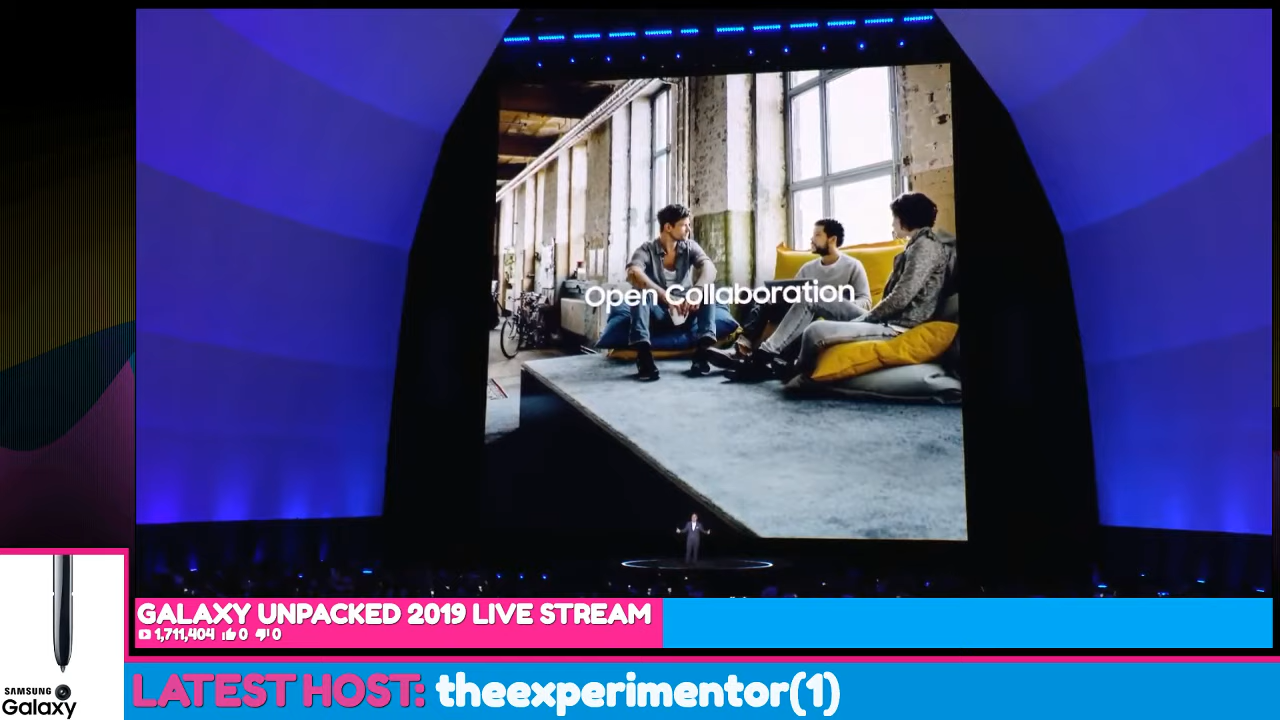 Open Collaboration
GALAXY UNPACKED 2019 LIVE STREAM
1,711,404 0 0
SAMSUNG
Galaxy
LATEST HOST: theexperimentor(1)